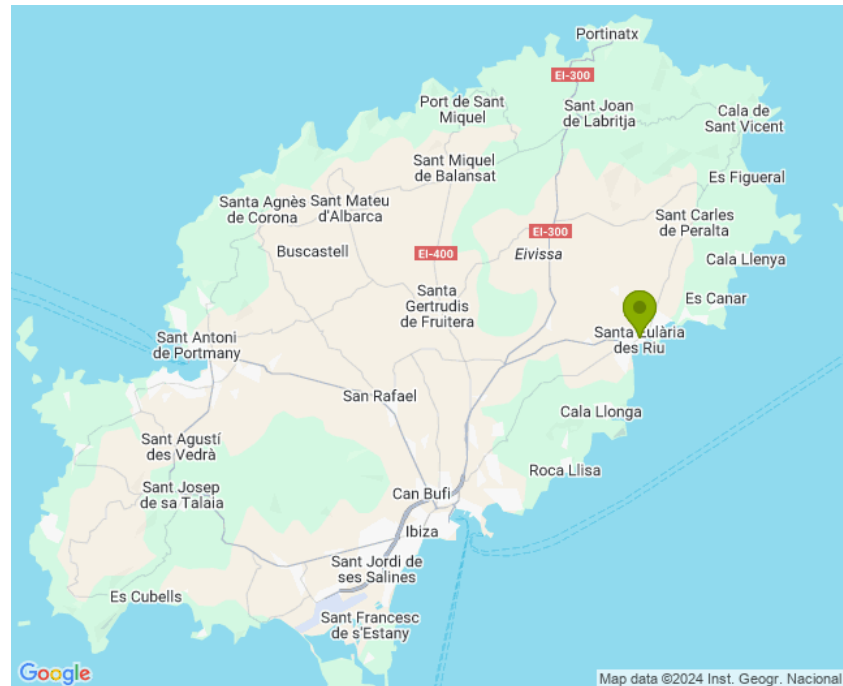 Portinatx
EI-300
Port de Sant
Miquel
Sant Joan
de Labritja
Cala de
Sant Vicent
Sant Miquel
de Balansat
Es Figueral
Santa Agnès
de Corona
Sant Mateu
d'Albarca
Sant Carles
de Peralta
EI-300
Buscastell
EI-400
Eivissa
Cala Llenya
Santa
Gertrudis
de Fruitera
Es Canar
Sant Antoni
de Portmany
Santa Eulària
des Riu
San Rafael
Cala Llonga
Sant Agustí
des Vedrà
Roca Llisa
Sant Josep
de sa Talaia
Can Bufi
Ibiza
Sant Jordi de
ses Salines
Es Cubells
Sant Francesc
de s'Estany
Google
Map data ©2024 Inst. Geogr. Nacional